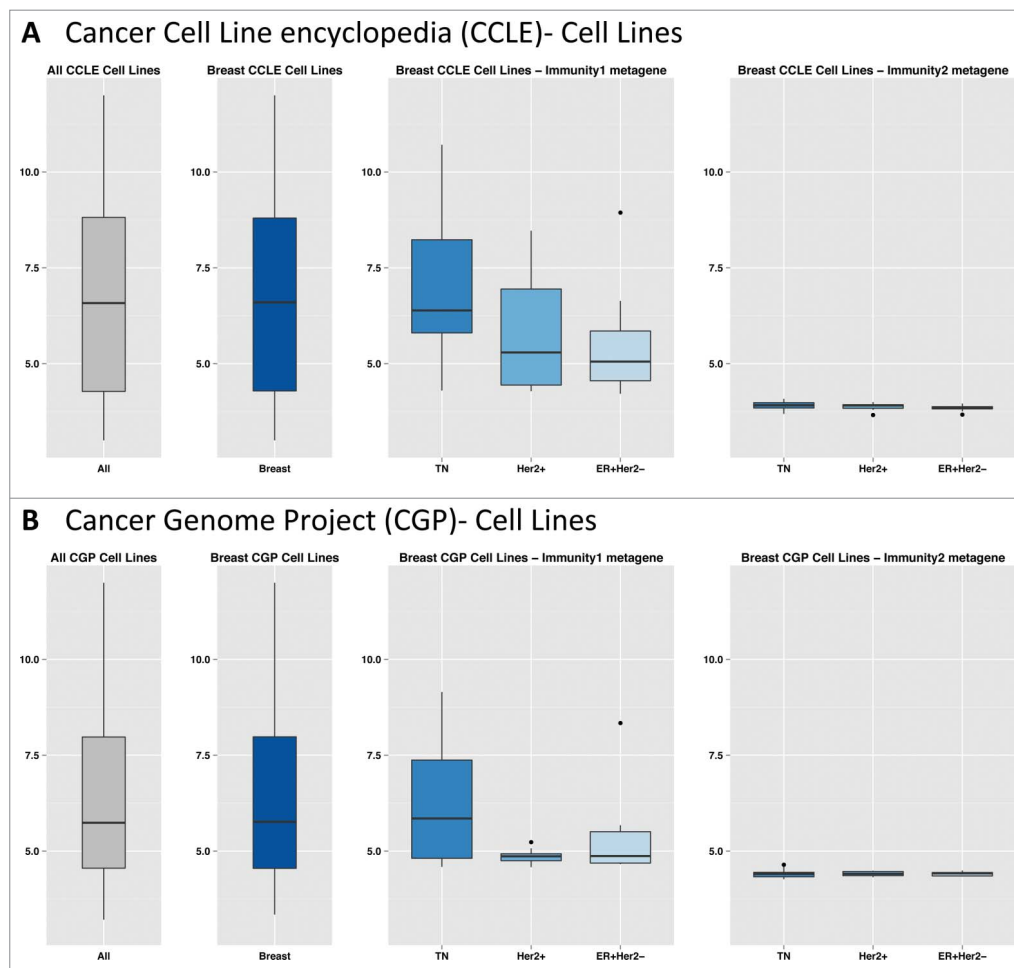 A Cancer Cell Line encyclopedia (CCLE)- Cell Lines
All CCLE Cell Lines
10.0
7.5
5.0
All
Breast CCLE Cell Lines
10.0
7.5
5.0
Breast
Breast CCLE Cell Lines – Immunity1 metagene
10.0
7.5
5.0
TN Her2+ ER+Her2–
Breast CCLE Cell Lines – Immunity2 metagene
10.0
7.5
5.0
TN Her2+ ER+Her2–
B Cancer Genome Project (CGP)- Cell Lines
All CGP Cell Lines
10.0
7.5
5.0
All
Breast CGP Cell Lines
10.0
7.5
5.0
Breast
Breast CGP Cell Lines – Immunity1 metagene
10.0
7.5
5.0
TN Her2+ ER+Her2–
Breast CGP Cell Lines – Immunity2 metagene
10.0
7.5
5.0
TN Her2+ ER+Her2–